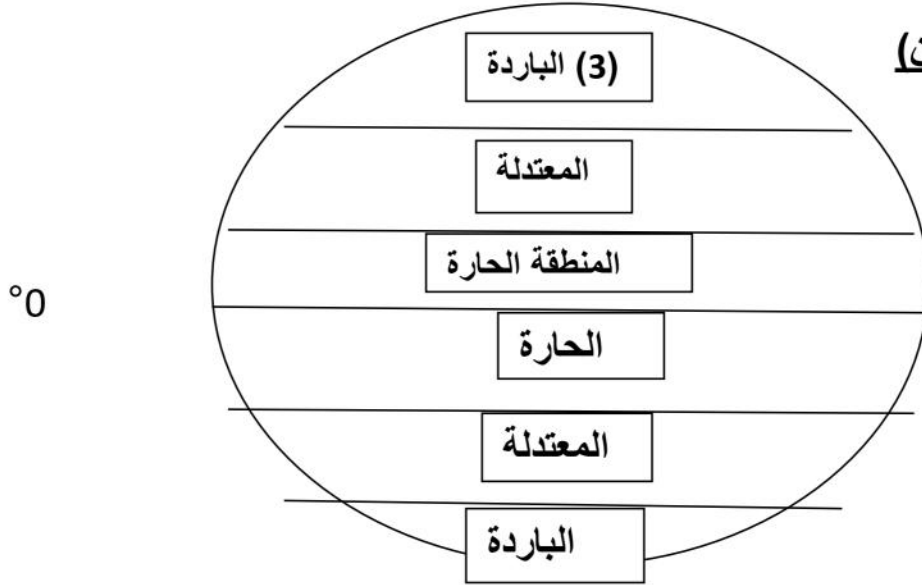 (3) الباردة
المعتدلة
المنطقة الحارة
°0
الحارة
المعتدلة
الباردة